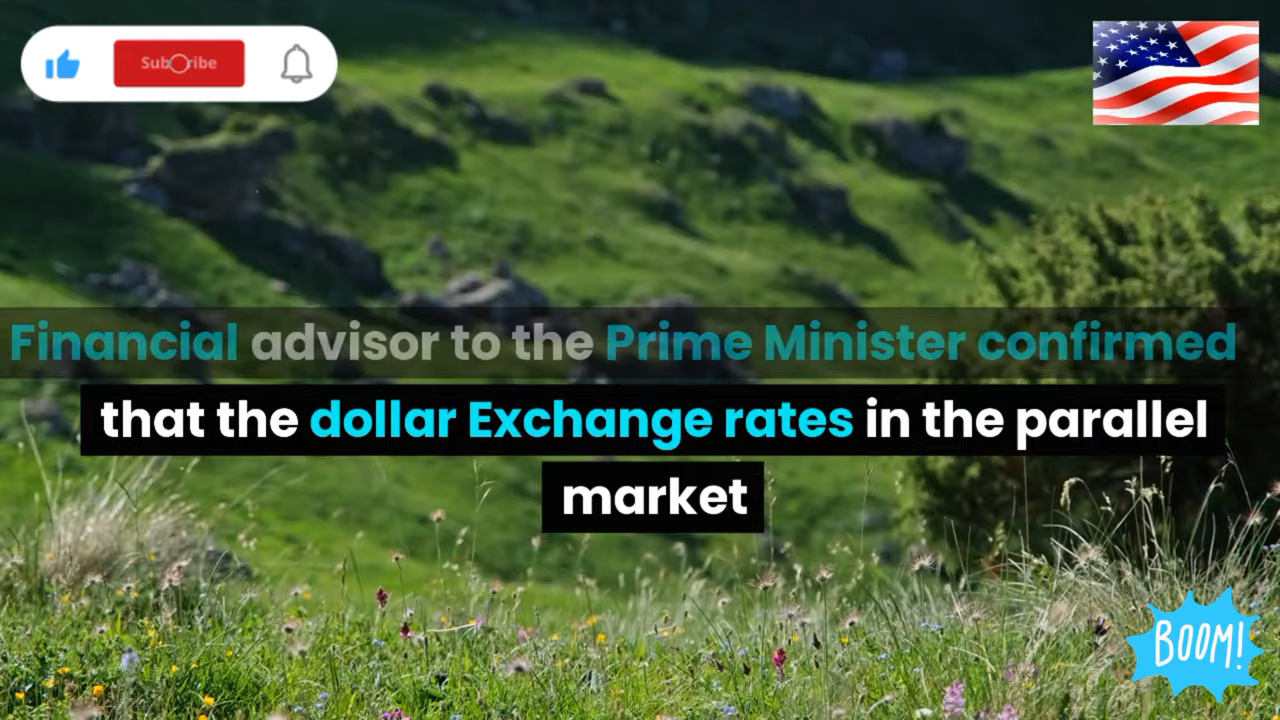 Subscribe
Financial advisor to the Prime Minister confirmed
that the dollar Exchange rates in the parallel
market
BOOM!